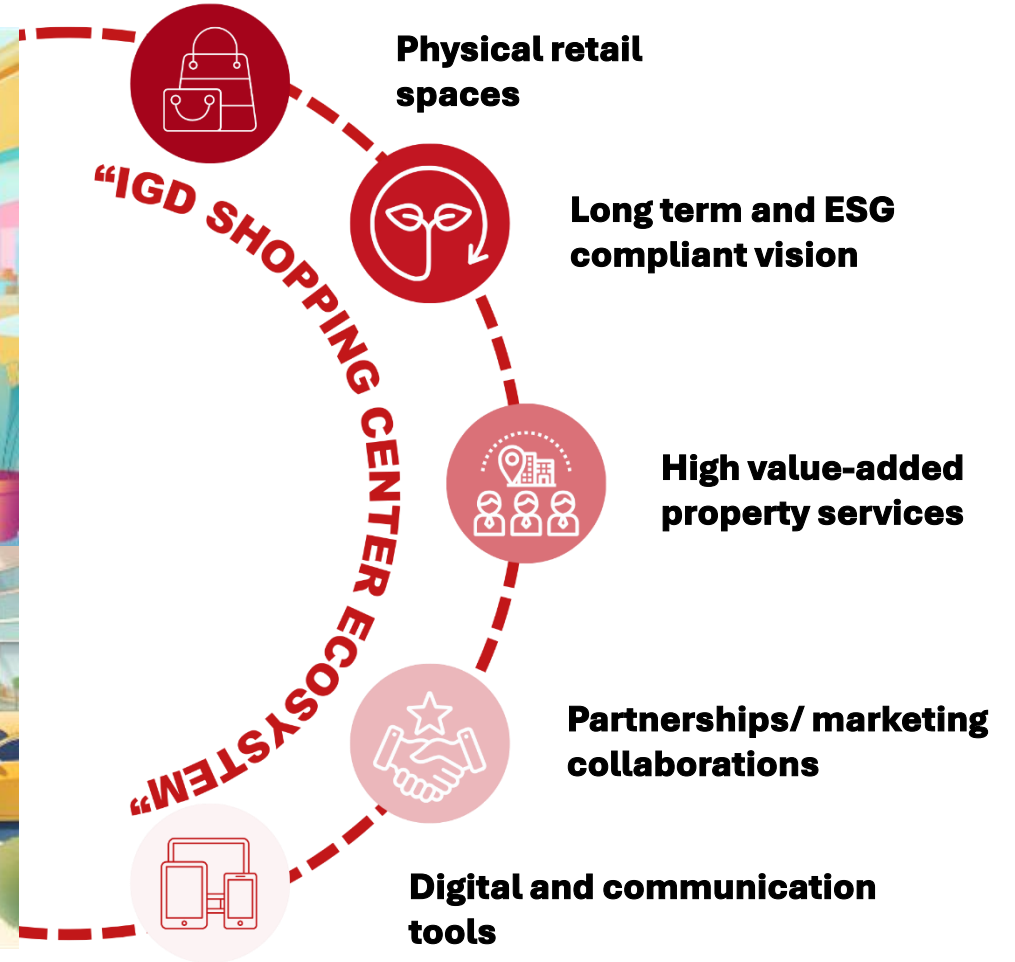 Physical retail
spaces
“IGD SHOPPING CENTER ECOSYSTEM“
Long term and ESG
compliant vision
High value-added
property services
Partnerships/ marketing
collaborations
Digital and communication
tools